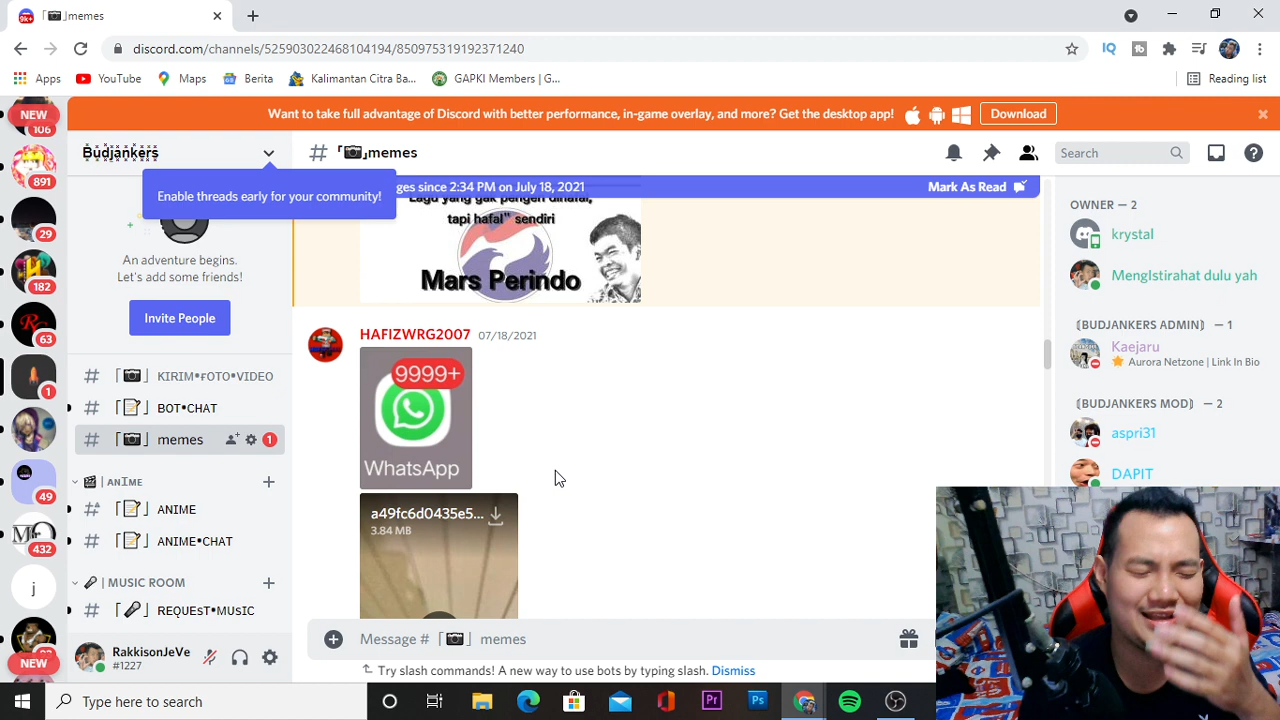 9k+
「📷」memes
discord.com/channels/525903022468104194/850975319192371240
Apps
YouTube
Maps
Berita
Kalimantan Citra Ba...
GAPKI Members | G...
Reading list
NEW
106
Want to take full advantage of Discord with better performance, in-game overlay, and more? Get the desktop app!
Download
Budjankers
# 「📷」memes
Search
891
Enable threads early for your community!
ges since 2:34 PM on July 18, 2021
Mark As Read
Lagu yang gak pengen dihafal,
tapi hafal" sendiri
Mars Perindo
OWNER — 2
krystal
MengIstirahat dulu yah
29
An adventure begins.
Let's add some friends!
Invite People
182
63
HAFIZWRG2007 07/18/2021
9999+
WhatsApp
a49fc6d0435e5...
3.84 MB
(BUDJANKERS ADMIN) — 1
Kaejaru
Aurora Netzone | Link In Bio
(BUDJANKERS MOD) — 2
aspri31
DAPIT
# 「📷」 KIRIM•FOTO•VIDEO
# 「📝」 BOT•CHAT
# 「📷」 memes 1
1
🎬 | ANIME
# 「📝」 ANIME
# 「📝」 ANIME•CHAT
🎤 | MUSIC ROOM
# 「🎤」 REQUEST•MUSIC
49
432
j
NEW
RakkisonJeVe
#1227
Message # 「📷」 memes
Try slash commands! A new way to use bots by typing slash. Dismiss
Type here to search
Pr
Ps